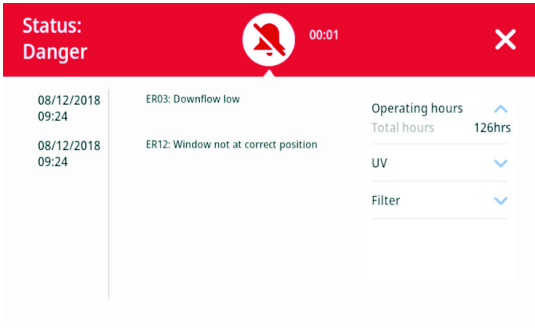 Status:
Danger
00:01
08/12/2018
09:24
ER03: Downflow low
08/12/2018
09:24
ER12: Window not at correct position
Operating hours
Total hours 126hrs
UV
Filter